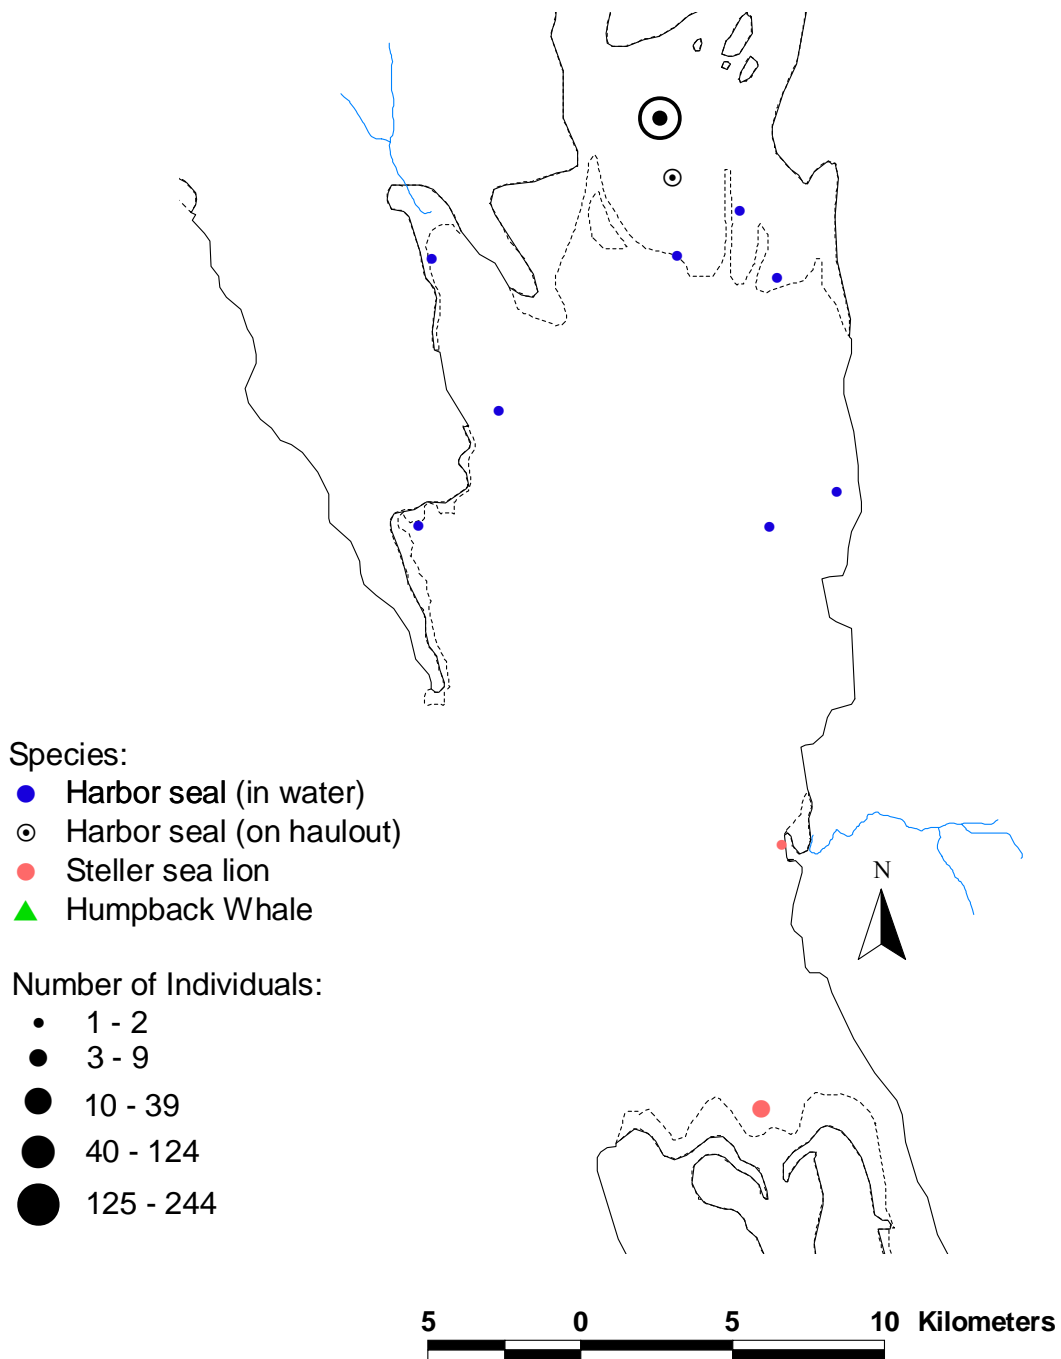 Species:
Harbor seal (in water)
Harbor seal (on haulout)
Steller sea lion
Humpback Whale
N
Number of Individuals:
1 - 2
3 - 9
10 - 39
40 - 124
125 - 244
5 0 5 10 Kilometers